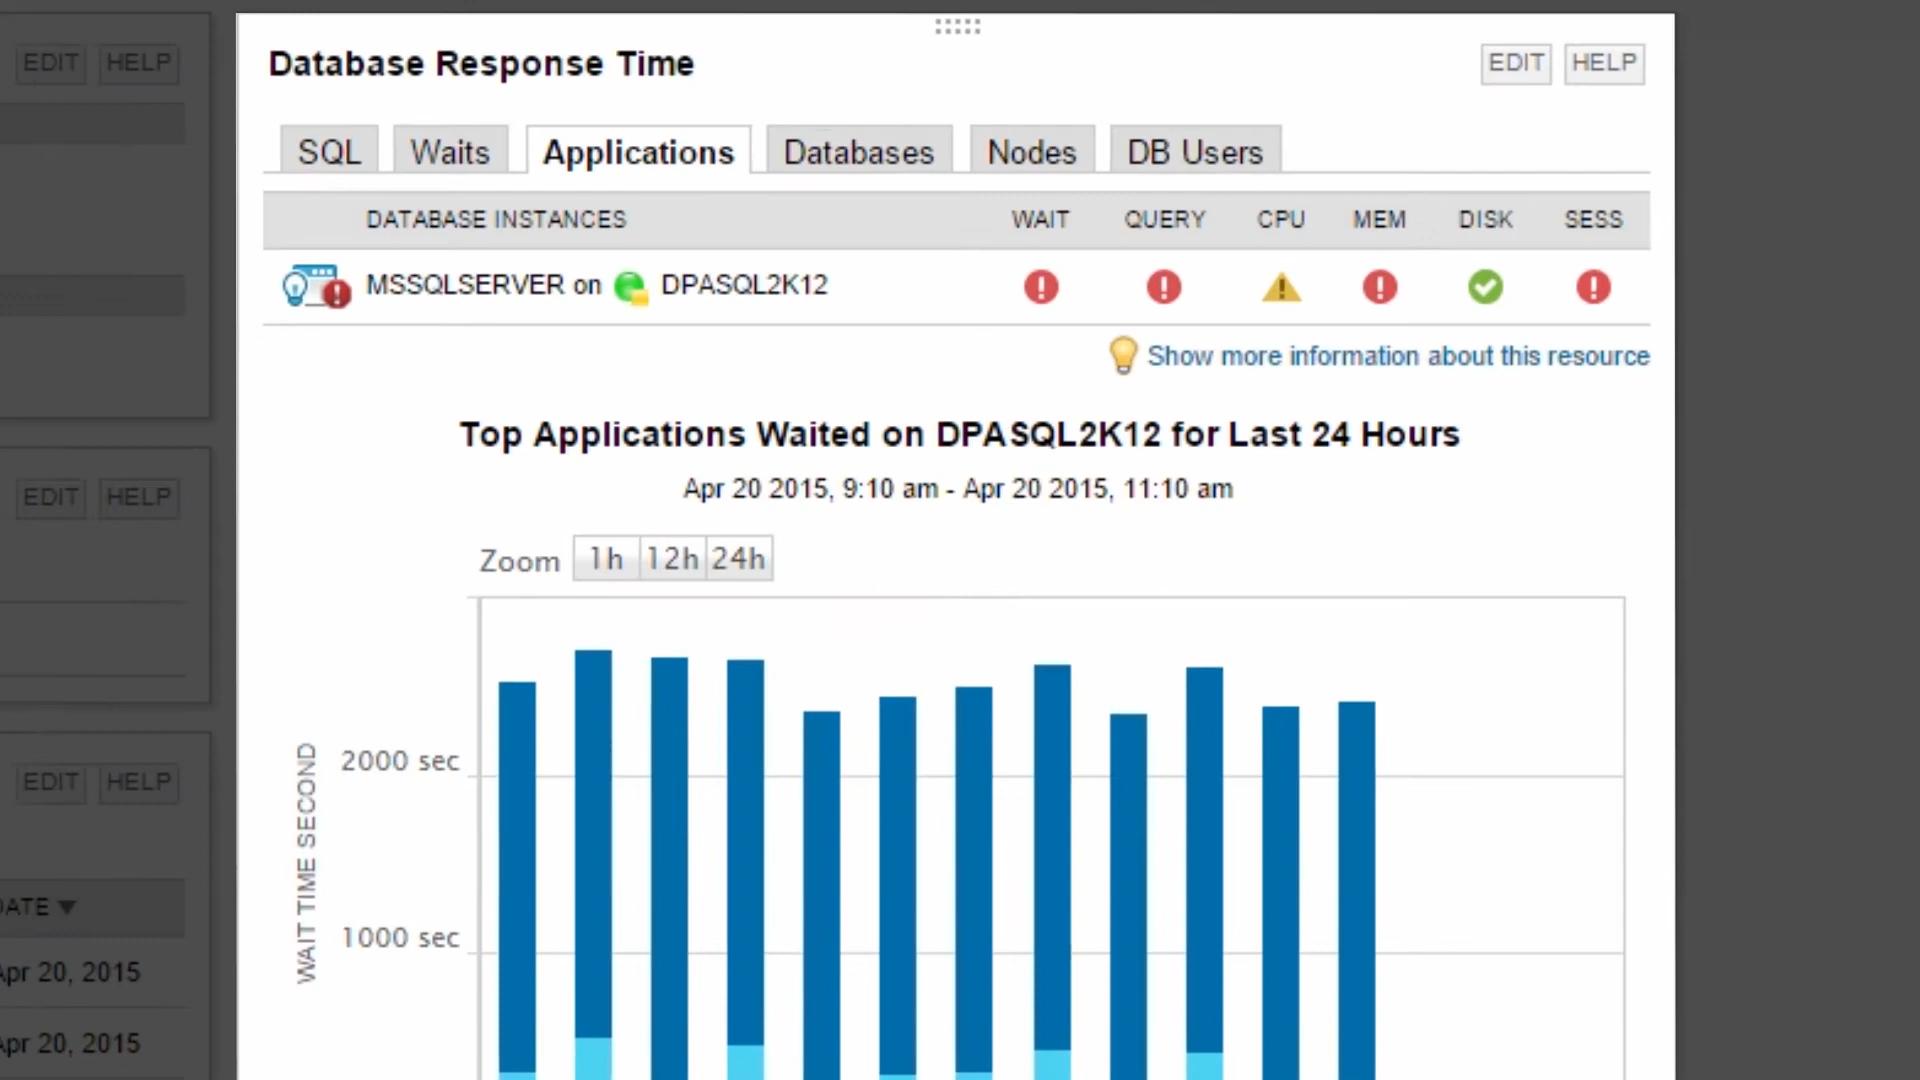 EDIT HELP
Database Response Time
EDIT HELP
SQL Waits Applications Databases Nodes DB Users
DATABASE INSTANCES WAIT QUERY CPU MEM DISK SESS
MSSQLSERVER on DPASQL2K12
Show more information about this resource
Top Applications Waited on DPASQL2K12 for Last 24 Hours
Apr 20 2015, 9:10 am - Apr 20 2015, 11:10 am
EDIT HELP
Zoom 1h 12h 24h
WAIT TIME SECOND
2000 sec
1000 sec
EDIT HELP
DATE ▼
Apr 20, 2015
Apr 20, 2015